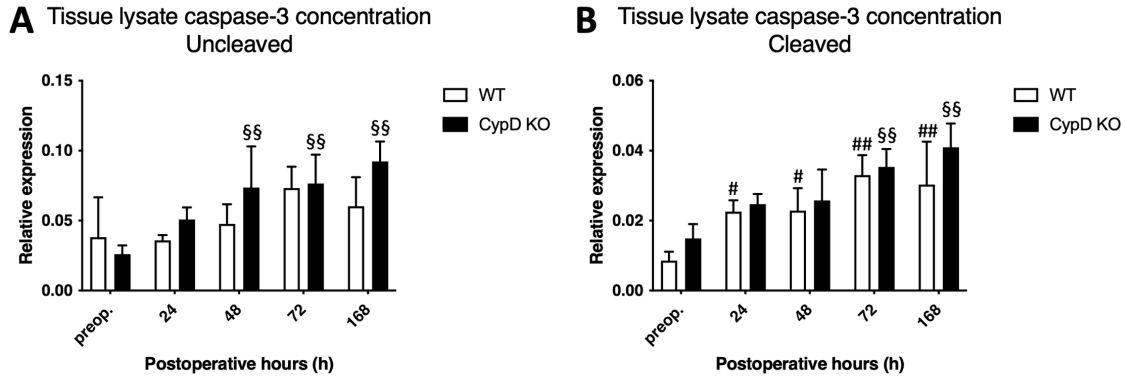 A
Tissue lysate caspase-3 concentration
Uncleaved
0.15
0.10
0.05
0.00
Relative expression
§§
§§
§§
preop.
24
48
72
168
Postoperative hours (h)
WT
CypD KO
B
Tissue lysate caspase-3 concentration
Cleaved
0.06
0.04
0.02
0.00
Relative expression
#
#
##
§§
##
§§
preop.
24
48
72
168
Postoperative hours (h)
WT
CypD KO